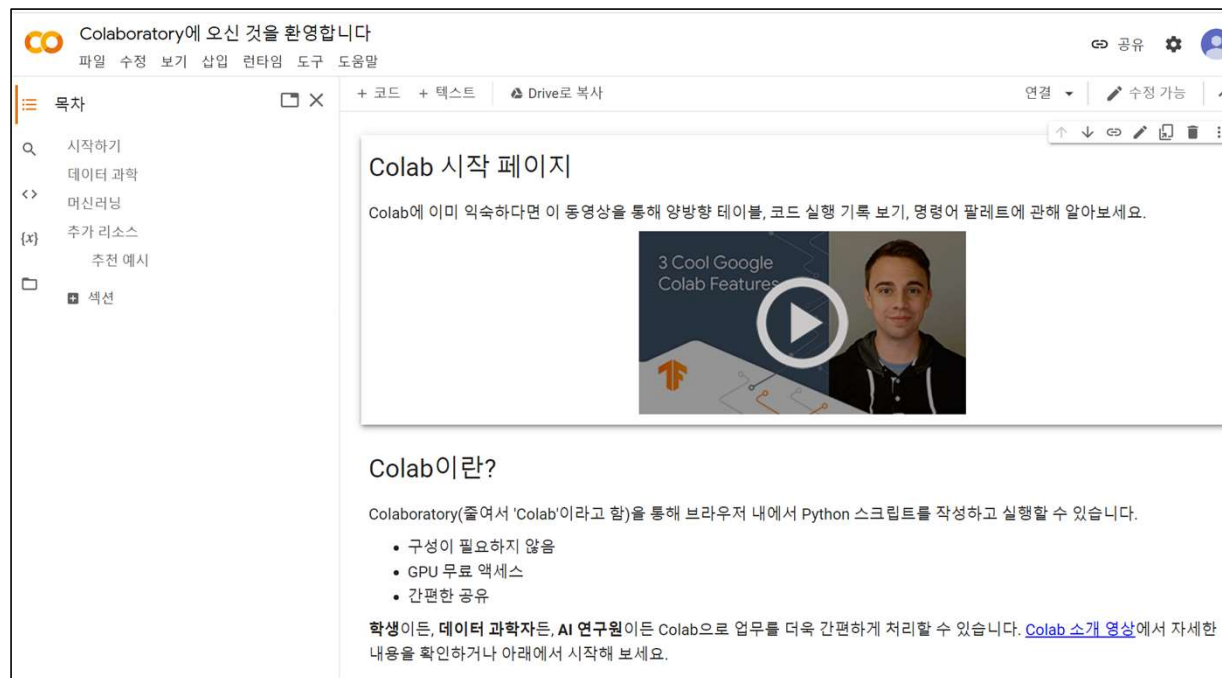 Colaboratory에 오신 것을 환영합니다
파일 수정 보기 삽입 런타임 도구 도움말
공유
목차
시작하기
데이터 과학
머신러닝
추가 리소스
추천 예시
섹션
+ 코드 + 텍스트 Drive로 복사
연결 수정 가능
Colab 시작 페이지
Colab에 이미 익숙하다면 이 동영상을 통해 양방향 테이블, 코드 실행 기록 보기, 명령어 팔레트에 관해 알아보세요.
3 Cool Google
Colab Features
Colab이란?
Colaboratory(줄여서 'Colab'이라고 함)을 통해 브라우저 내에서 Python 스크립트를 작성하고 실행할 수 있습니다.
• 구성이 필요하지 않음
• GPU 무료 액세스
• 간편한 공유
학생이든, 데이터 과학자든, AI 연구원이든 Colab으로 업무를 더욱 간편하게 처리할 수 있습니다. Colab 소개 영상에서 자세한
내용을 확인하거나 아래에서 시작해 보세요.